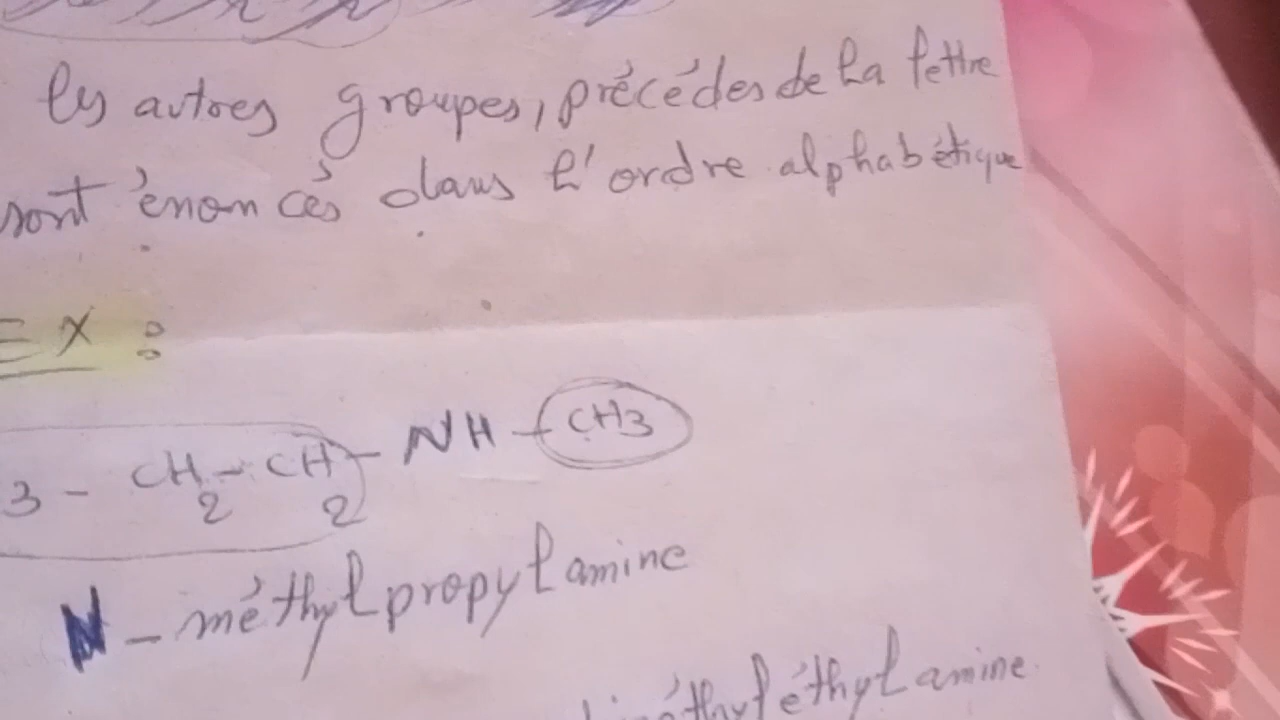 les autres groupes, précédés de la lettre
sont énoncés dans l'ordre alphabétique
EX :
3 - CH2 - CH2 - NH - CH3
N - méthylpropylamine
diméthyléthylamine.